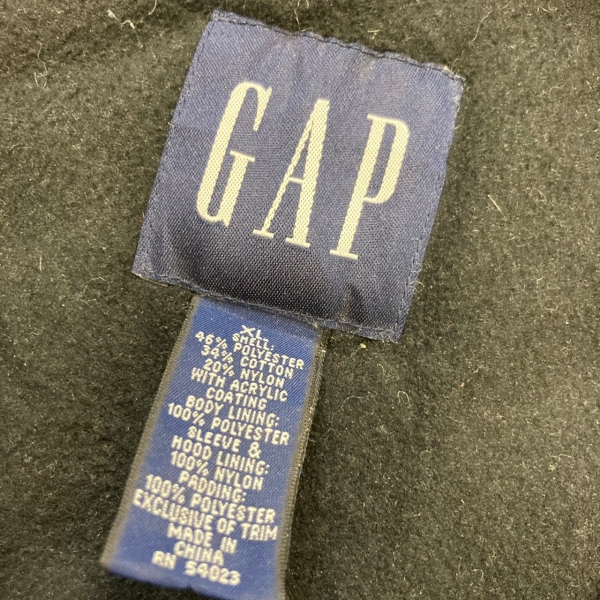 GAP
XL
SHELL:
46% POLYESTER
34% COTTON
20% NYLON
WITH ACRYLIC
COATING
BODY LINING:
100% POLYESTER
SLEEVE &
HOOD LINING:
100% NYLON
PADDING:
100% POLYESTER
EXCLUSIVE OF TRIM
MADE IN
CHINA
RN 54023